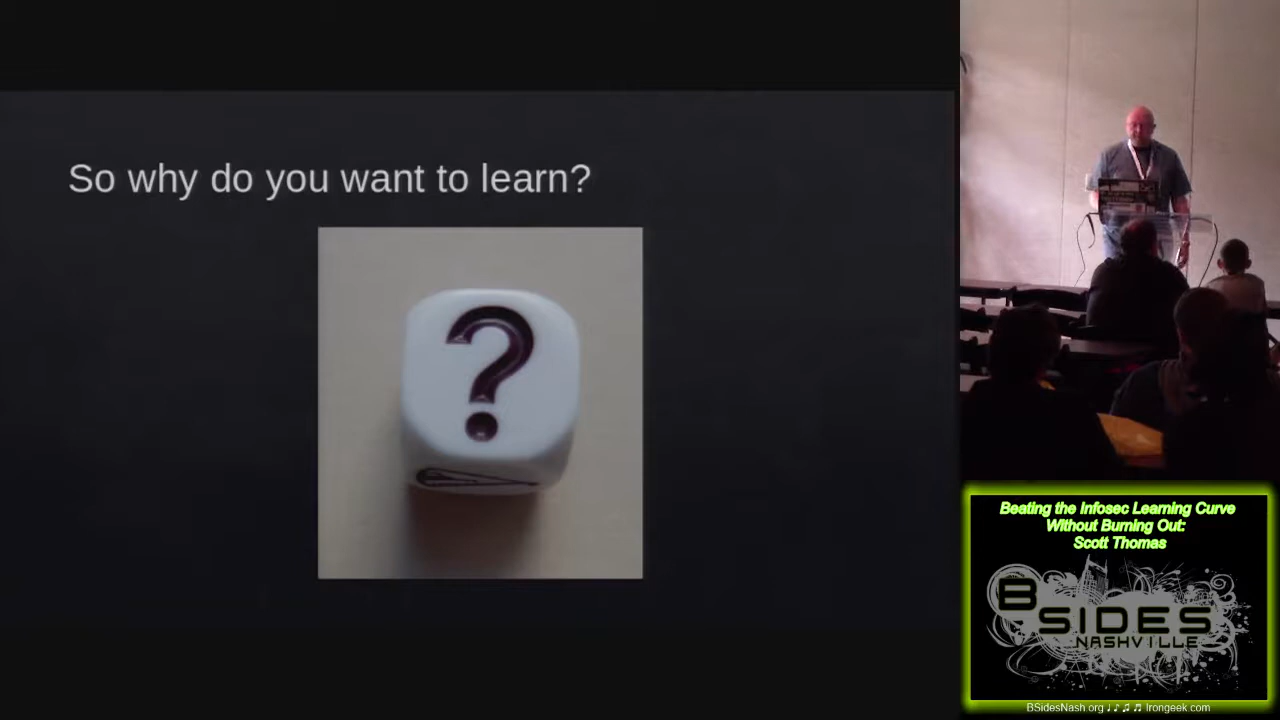 So why do you want to learn?
?
Beating the Infosec Learning Curve
Without Burning Out:
Scott Thomas
BSIDES
NASHVILLE
BSidesNash.org ♩ ♪ ♫ ♬ Irongeek.com